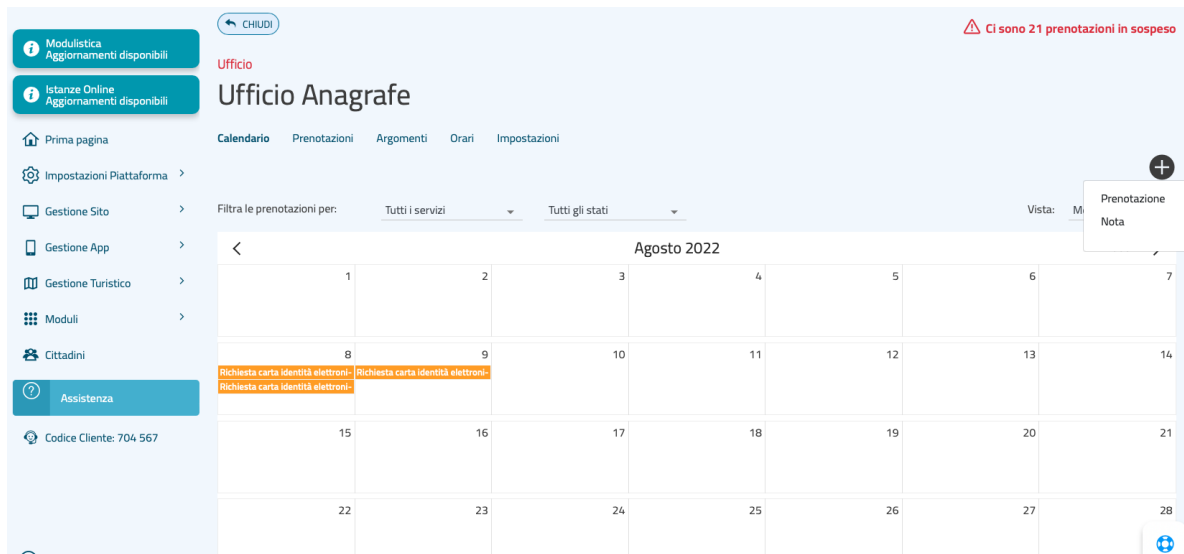 CHIUDI
Ci sono 21 prenotazioni in sospeso
Modulistica
Aggiornamenti disponibili
Istanze Online
Aggiornamenti disponibili
Prima pagina
Impostazioni Piattaforma
Gestione Sito
Gestione App
Gestione Turistico
Moduli
Cittadini
Assistenza
Codice Cliente: 704 567
Ufficio
Ufficio Anagrafe
Calendario Prenotazioni Argomenti Orari Impostazioni
Prenotazione
Nota
Filtra le prenotazioni per: Tutti i servizi Tutti gli stati Vista:
Agosto 2022
1 2 3 4 5 6 7
8 9 10 11 12 13 14
Richiesta carta identità elettroni- Richiesta carta identità elettroni-
Richiesta carta identità elettroni-
15 16 17 18 19 20 21
22 23 24 25 26 27 28